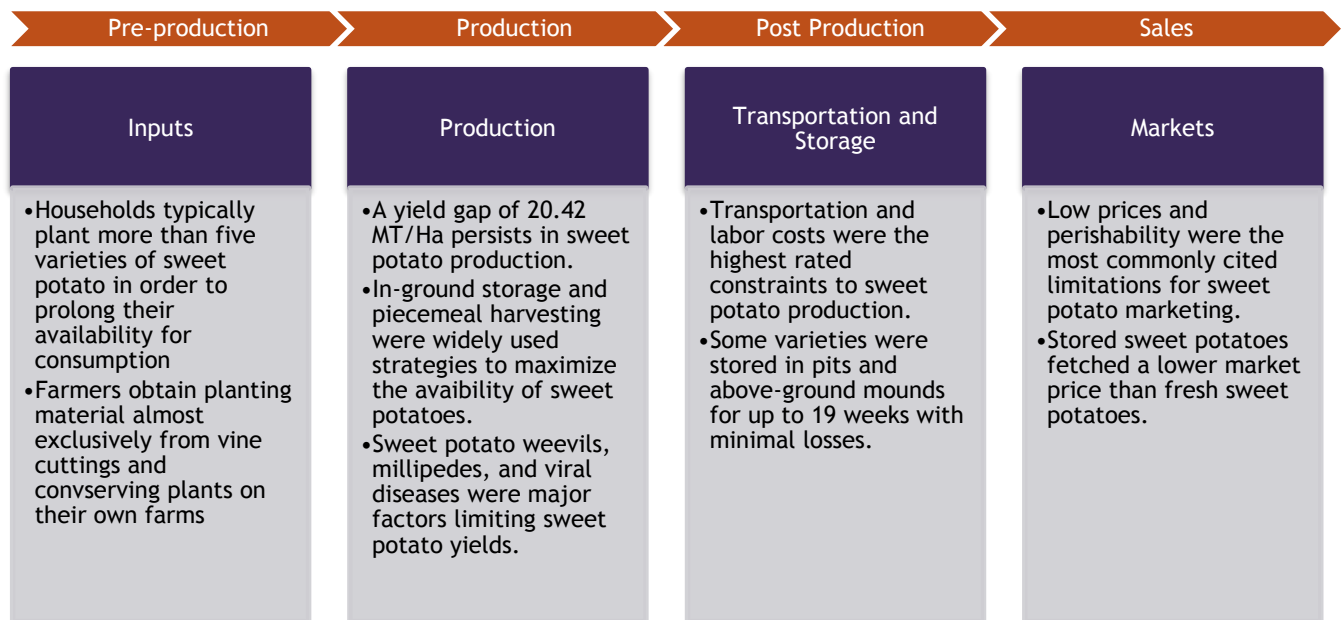 Pre-production
Production
Post Production
Sales
Inputs
•Households typically
plant more than five
varieties of sweet
potato in order to
prolong their
availability for
consumption
•Farmers obtain planting
material almost
exclusively from vine
cuttings and
convserving plants on
their own farms
Production
•A yield gap of 20.42
MT/Ha persists in sweet
potato production.
•In-ground storage and
piecemeal harvesting
were widely used
strategies to maximize
the avaibility of sweet
potatoes.
•Sweet potato weevils,
millipedes, and viral
diseases were major
factors limiting sweet
potato yields.
Transportation and
Storage
•Transportation and
labor costs were the
highest rated
constraints to sweet
potato production.
•Some varieties were
stored in pits and
above-ground mounds
for up to 19 weeks with
minimal losses.
Markets
•Low prices and
perishability were the
most commonly cited
limitations for sweet
potato marketing.
•Stored sweet potatoes
fetched a lower market
price than fresh sweet
potatoes.